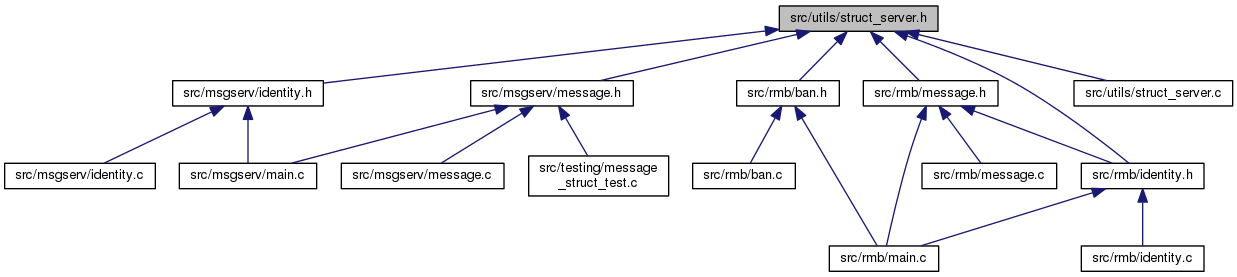 src/utils/struct_server.h
src/msgserv/identity.h
src/msgserv/message.h
src/rmb/ban.h
src/rmb/message.h
src/utils/struct_server.c
src/msgserv/identity.c
src/msgserv/main.c
src/msgserv/message.c
src/testing/message
_struct_test.c
src/rmb/ban.c
src/rmb/message.c
src/rmb/identity.h
src/rmb/main.c
src/rmb/identity.c